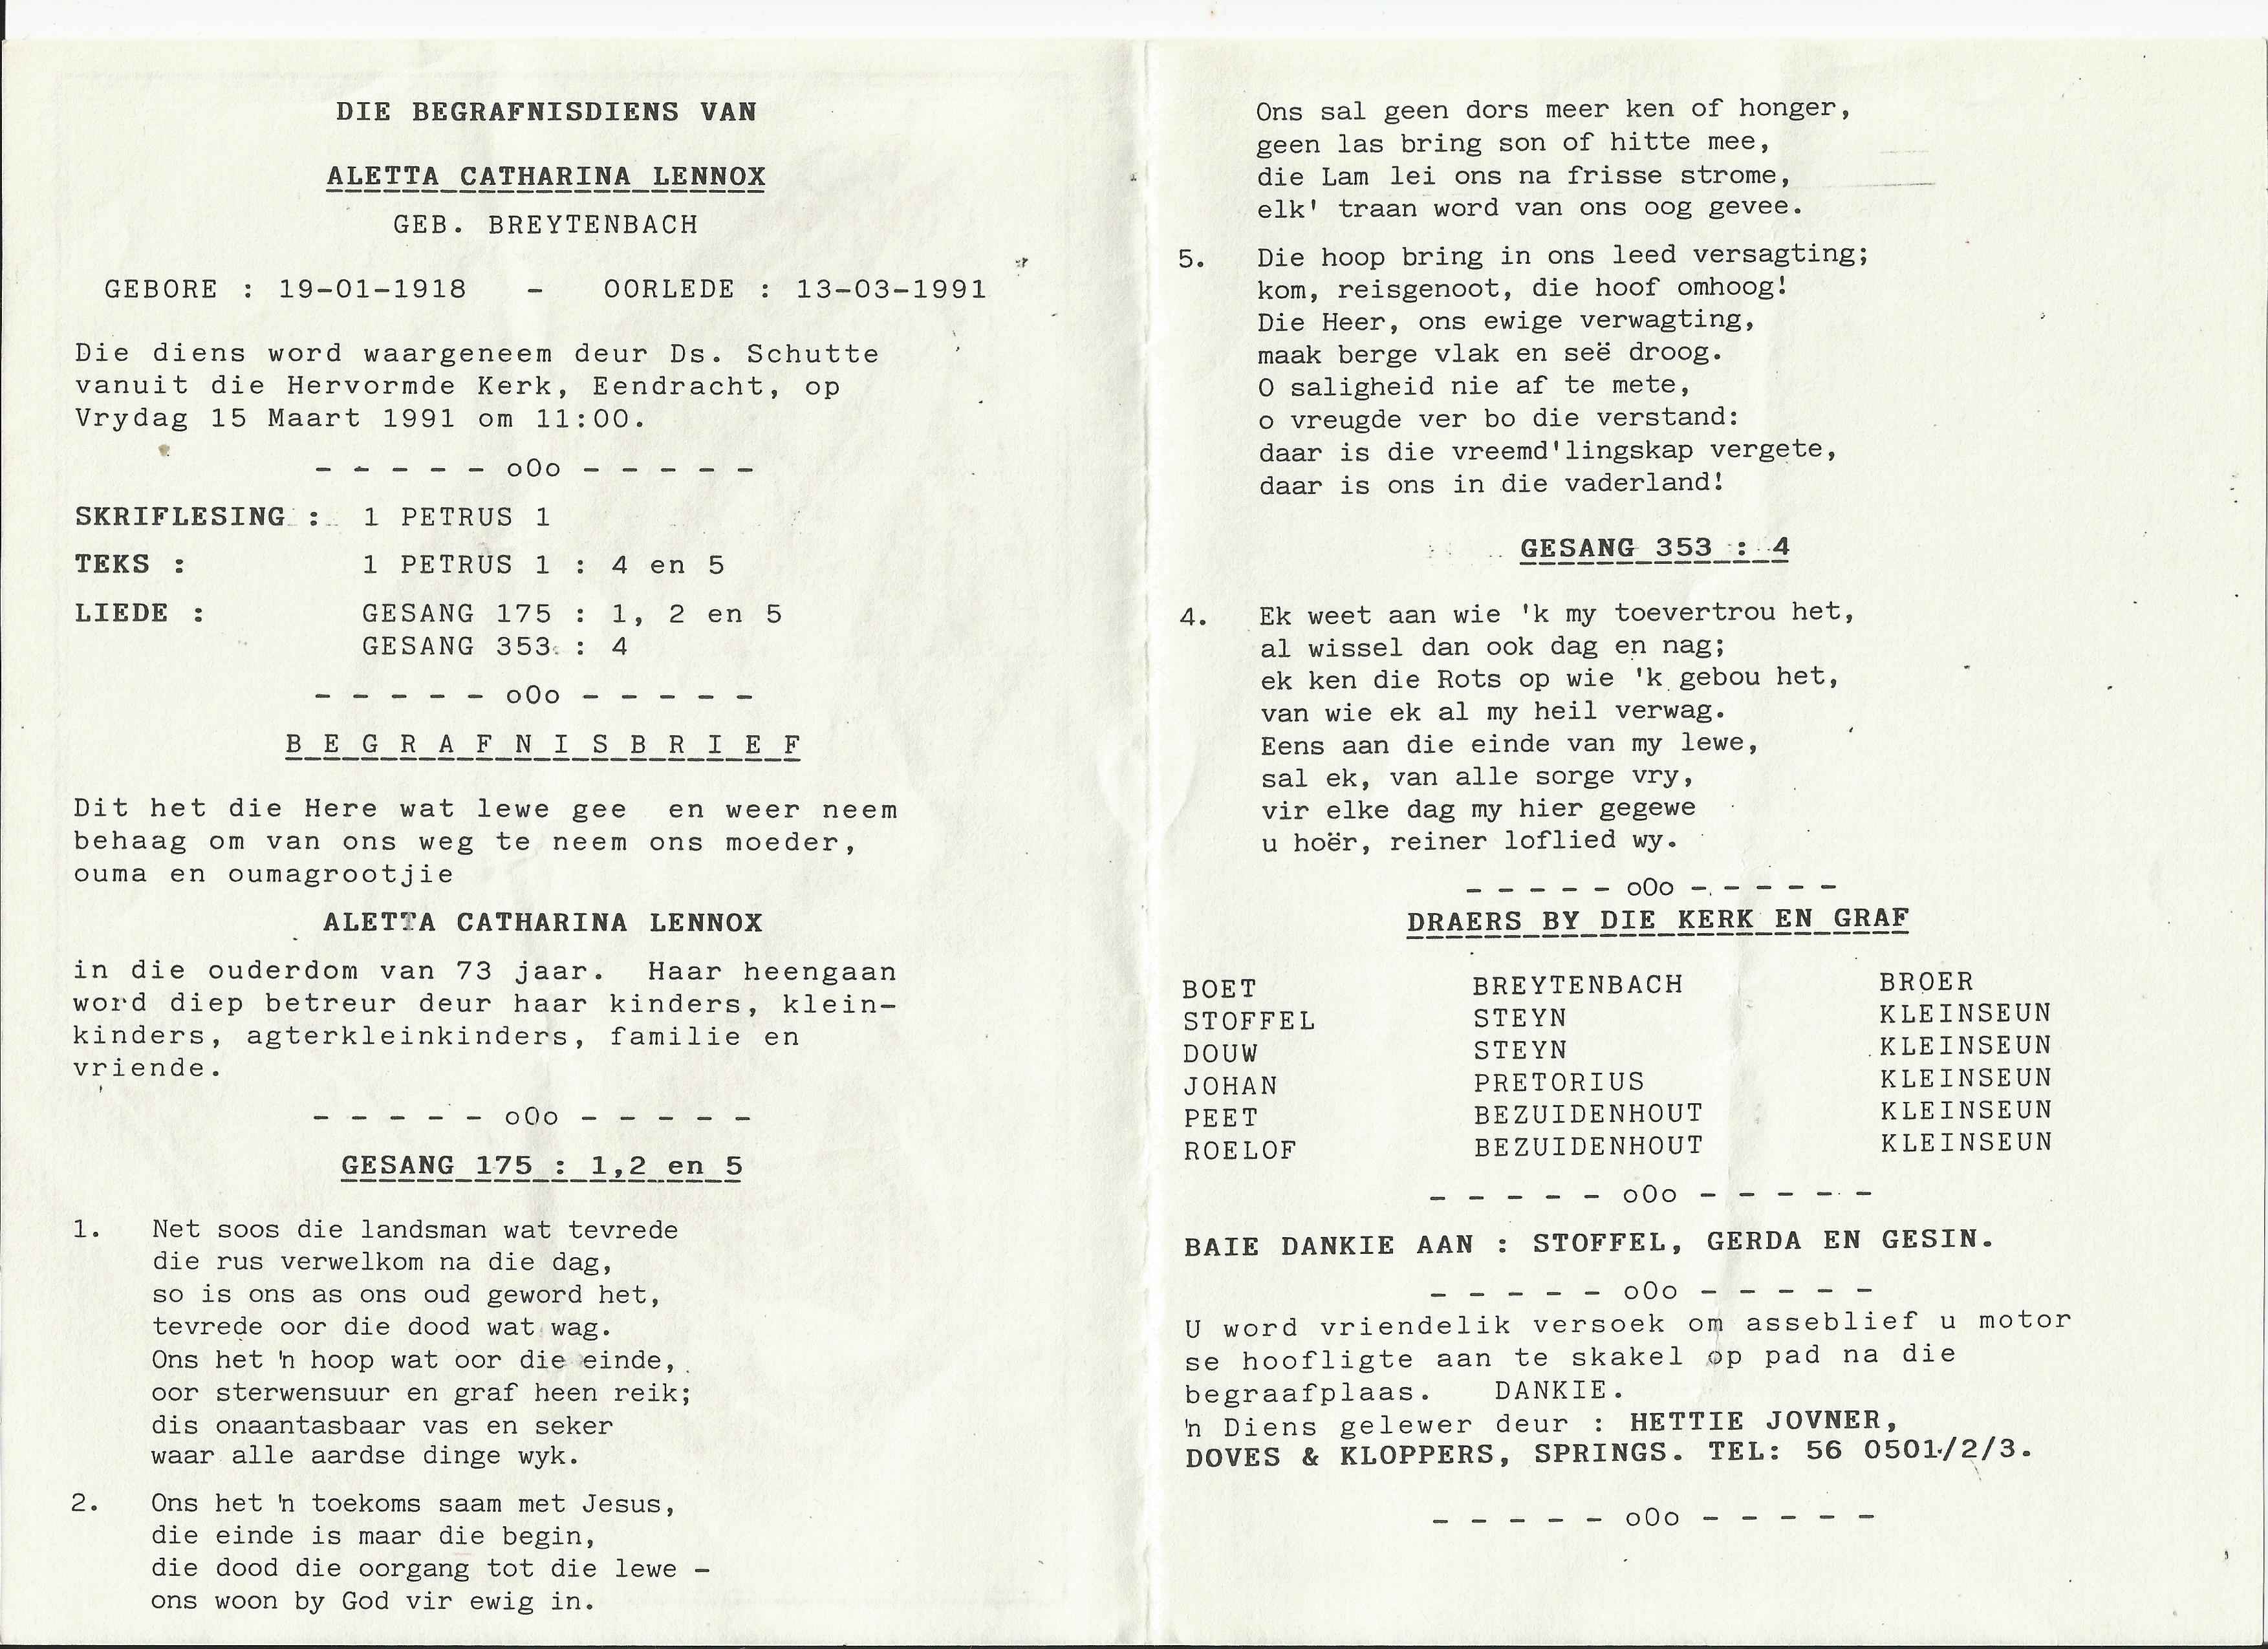 DIE BEGRAFNISDIENS VAN
ALETTA CATHARINA LENNOX
GEB. BREYTENBACH
GEBORE : 19-01-1918 - OORLEDE : 13-03-1991
Die diens word waargeneem deur Ds. Schutte
vanuit die Hervormde Kerk, Eendracht, op
Vrydag 15 Maart 1991 om 11:00.
- - - - - oOo - - - - -
SKRIFLESING : 1 PETRUS 1
TEKS : 1 PETRUS 1 : 4 en 5
LIEDE : GESANG 175 : 1, 2 en 5
GESANG 353 : 4
- - - - - oOo - - - - -
B E G R A F N I S B R I E F
Dit het die Here wat lewe gee en weer neem
behaag om van ons weg te neem ons moeder,
ouma en oumagrootjie
ALETTA CATHARINA LENNOX
in die ouderdom van 73 jaar. Haar heengaan
word diep betreur deur haar kinders, klein-
kinders, agterkleinkinders, familie en
vriende.
- - - - - oOo - - - - -
GESANG 175 : 1,2 en 5
1. Net soos die landsman wat tevrede
die rus verwelkom na die dag,
so is ons as ons oud geword het,
tevrede oor die dood wat wag.
Ons het 'n hoop wat oor die einde,
oor sterwensuur en graf heen reik;
dis onaantasbaar vas en seker
waar alle aardse dinge wyk.
2. Ons het 'n toekoms saam met Jesus,
die einde is maar die begin,
die dood die oorgang tot die lewe -
ons woon by God vir ewig in.
Ons sal geen dors meer ken of honger,
geen las bring son of hitte mee,
die Lam lei ons na frisse strome,
elk' traan word van ons oog gevee.
5. Die hoop bring in ons leed versagting;
kom, reisgenoot, die hoof omhoog!
Die Heer, ons ewige verwagting,
maak berge vlak en seë droog.
O saligheid nie af te mete,
o vreugde ver bo die verstand:
daar is die vreemd'lingskap vergete,
daar is ons in die vaderland!
GESANG 353 : 4
4. Ek weet aan wie 'k my toevertrou het,
al wissel dan ook dag en nag;
ek ken die Rots op wie 'k gebou het,
van wie ek al my heil verwag.
Eens aan die einde van my lewe,
sal ek, van alle sorge vry,
vir elke dag my hier gegewe
u hoër, reiner loflied wy.
- - - - - oOo - - - - -
DRAERS BY DIE KERK EN GRAF
BOET BREYTENBACH BROER
STOFFEL STEYN KLEINSEUN
DOUW STEYN KLEINSEUN
JOHAN PRETORIUS KLEINSEUN
PEET BEZUIDENHOUT KLEINSEUN
ROELOF BEZUIDENHOUT KLEINSEUN
- - - - - oOo - - - - -
BAIE DANKIE AAN : STOFFEL, GERDA EN GESIN.
- - - - - oOo - - - - -
U word vriendelik versoek om asseblief u motor
se hoofligte aan te skakel op pad na die
begraafplaas. DANKIE.
'n Diens gelewer deur : HETTIE JOVNER,
DOVES & KLOPPERS, SPRINGS. TEL: 56 0501/2/3.
- - - - - oOo - - - - -